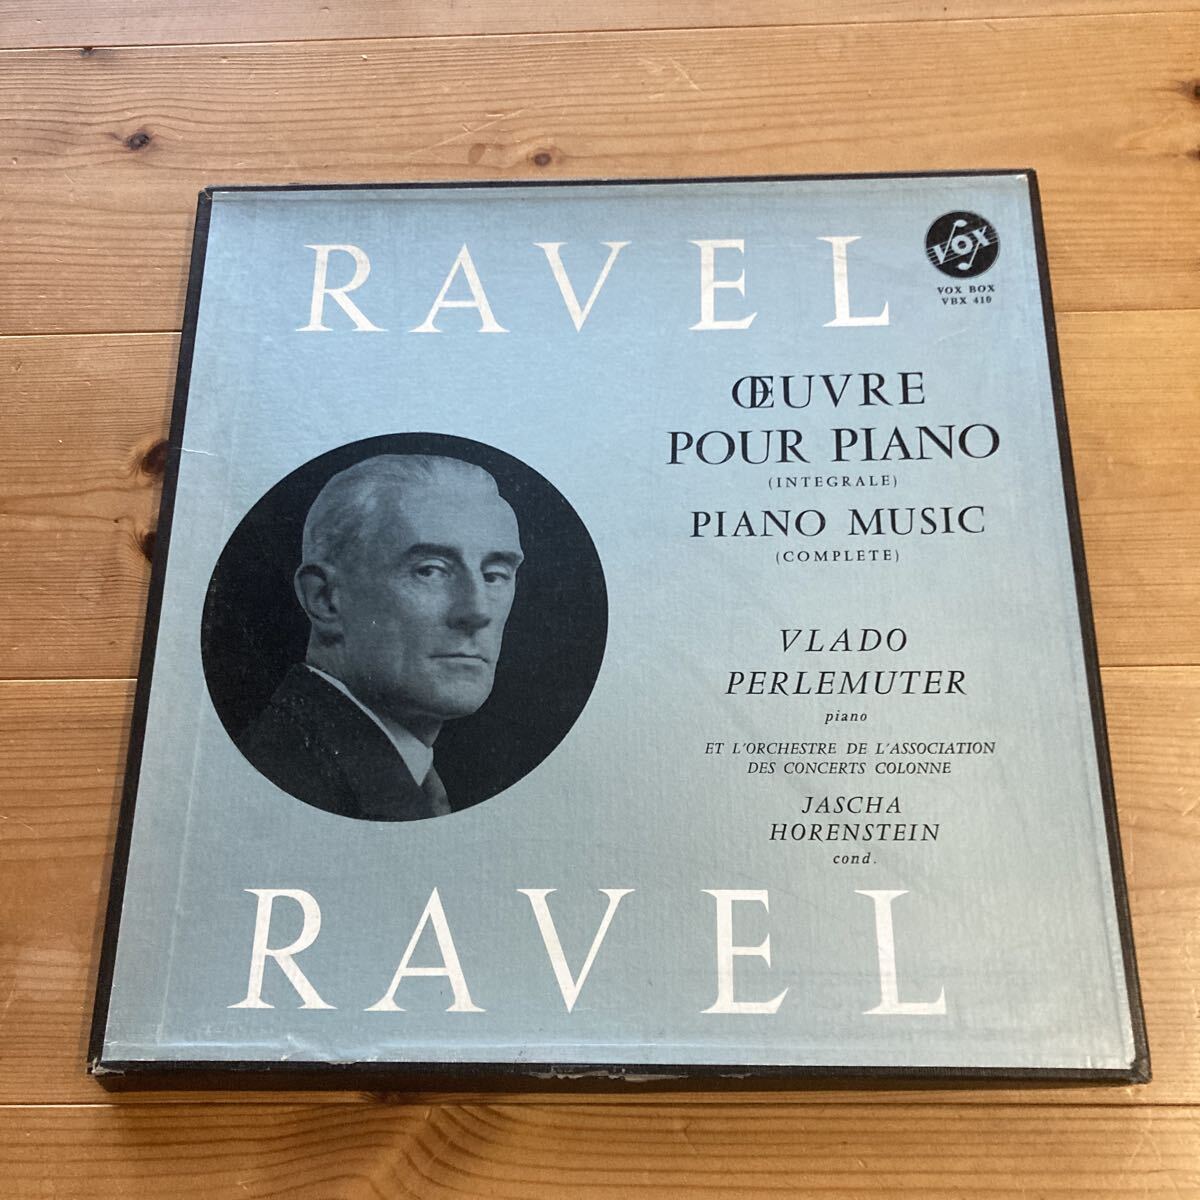 RAVEL
VOX
VOX BOX
VBX 410
ŒUVRE
POUR PIANO
(INTEGRALE)
PIANO MUSIC
(COMPLETE)
VLADO
PERLEMUTER
piano
ET L'ORCHESTRE DE L'ASSOCIATION
DES CONCERTS COLONNE
JASCHA
HORENSTEIN
cond.
RAVEL